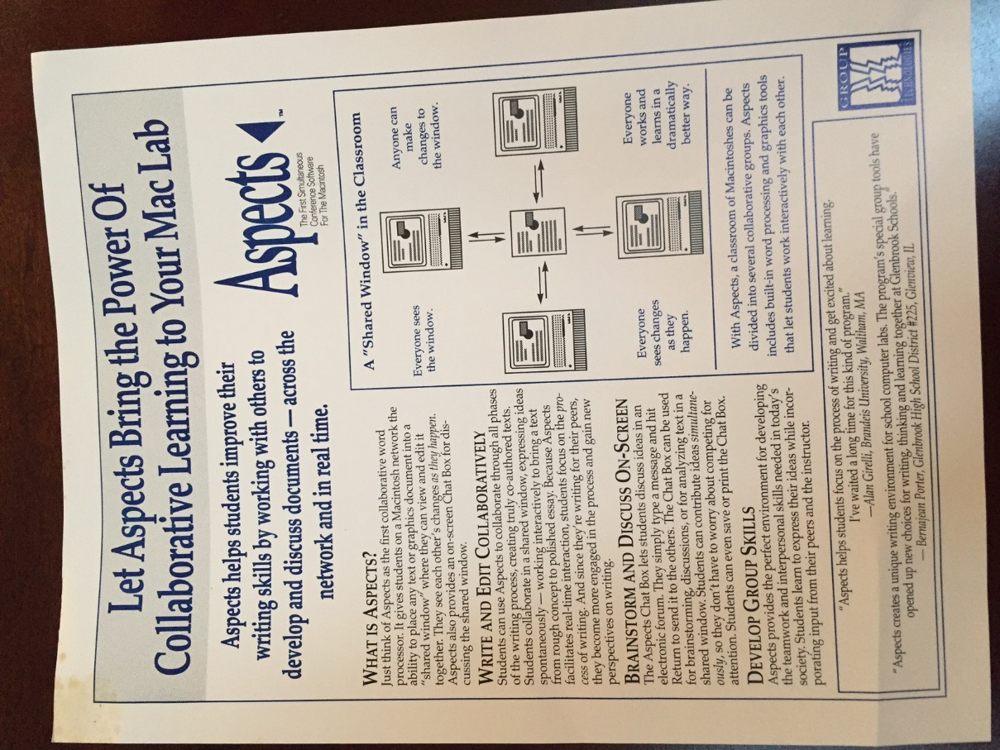 Let Aspects Bring the Power Of
Collaborative Learning to Your Mac Lab
Aspects helps students improve their
writing skills by working with others to
develop and discuss documents — across the
network and in real time.
Aspects™
The First Simultaneous
Conference Software
For The Macintosh
WHAT IS ASPECTS?
Just think of Aspects as the first collaborative word
processor. It gives students on a Macintosh network the
ability to place any text or graphics document into a
"shared window" where they can view and edit it
together. They see each other's changes as they happen.
Aspects also provides an on-screen Chat Box for dis-
cussing the shared window.
WRITE AND EDIT COLLABORATIVELY
Students can use Aspects to collaborate through all phases
of the writing process, creating truly co-authored texts.
Students collaborate in a shared window, expressing ideas
spontaneously — working interactively to bring a text
from rough concept to polished essay. Because Aspects
facilitates real-time interaction, students focus on the pro-
cess of writing. And since they're writing for their peers,
they become more engaged in the process and gain new
perspectives on writing.
BRAINSTORM AND DISCUSS ON-SCREEN
The Aspects Chat Box lets students discuss ideas in an
electronic forum. They simply type a message and hit
Return to send it to the others. The Chat Box can be used
for brainstorming, discussions, or for analyzing text in a
shared window. Students can contribute ideas simultane-
ously, so they don't have to worry about competing for
attention. Students can even save or print the Chat Box.
DEVELOP GROUP SKILLS
Aspects provides the perfect environment for developing
the teamwork and interpersonal skills needed in today's
society. Students learn to express their ideas while incor-
porating input from their peers and the instructor.
A "Shared Window" in the Classroom
Everyone sees
the window.
Anyone can
make
changes to
the window.
Everyone
sees changes
as they
happen.
Everyone
works and
learns in a
dramatically
better way.
With Aspects, a classroom of Macintoshes can be
divided into several collaborative groups. Aspects
includes built-in word processing and graphics tools
that let students work interactively with each other.
"Aspects helps students focus on the process of writing and get excited about learning.
I've waited a long time for this kind of program."
—Alan Girelli, Brandeis University, Waltham, MA
"Aspects creates a unique writing environment for school computer labs. The program's special group tools have
opened up new choices for writing, thinking and learning together at Glenbrook Schools."
— Bernajean Porter, Glenbrook High School District #225, Glenview, IL
GROUP
TECHNOLOGIES